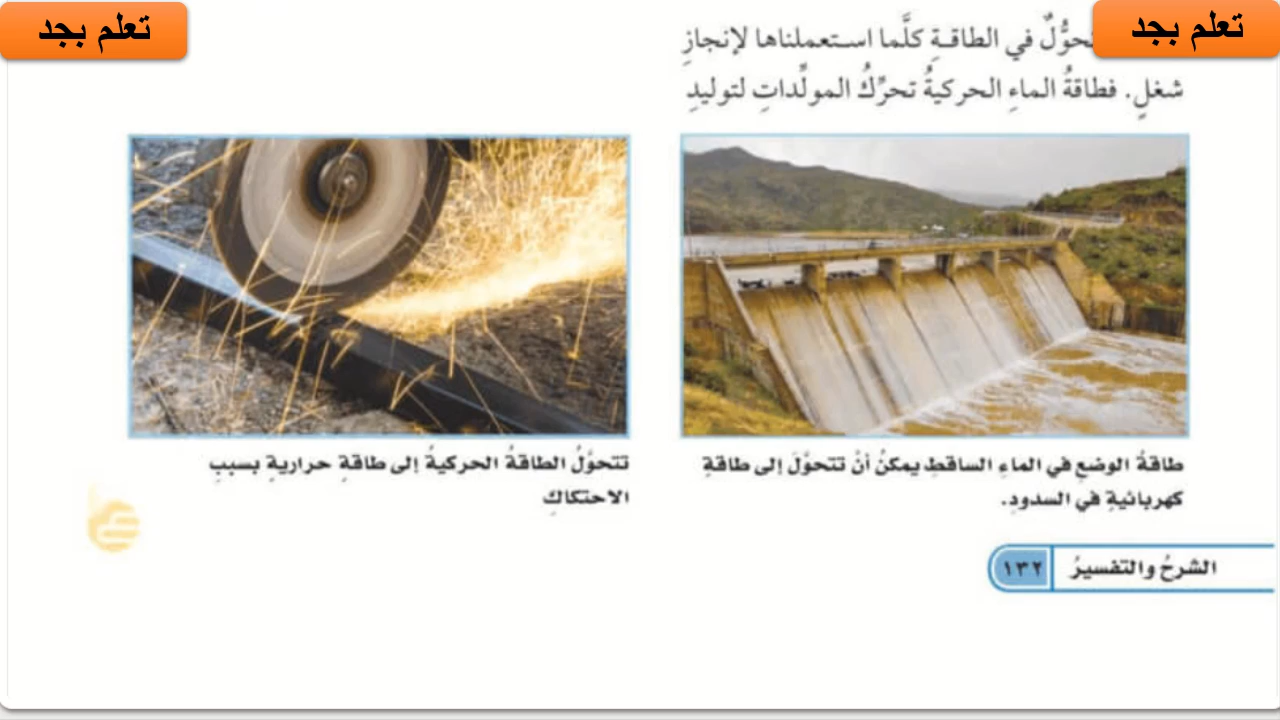 تعلم بجد
تعلم بجد
تحوُّلٌ في الطاقةِ كلَّما استعملناها لإنجازِ
شغلٍ. فطاقةُ الماءِ الحركيةُ تحرِّكُ المولِّداتِ لتوليدِ
طاقةُ الوضعِ في الماءِ الساقطِ يمكنُ أنْ تتحوَّلَ إلى طاقةٍ
كهربائيةٍ في السدودِ.
تتحوَّلُ الطاقةُ الحركيةُ إلى طاقةٍ حراريةٍ بسببِ
الاحتكاكِ
الشرحُ والتفسيرُ ١٣٢